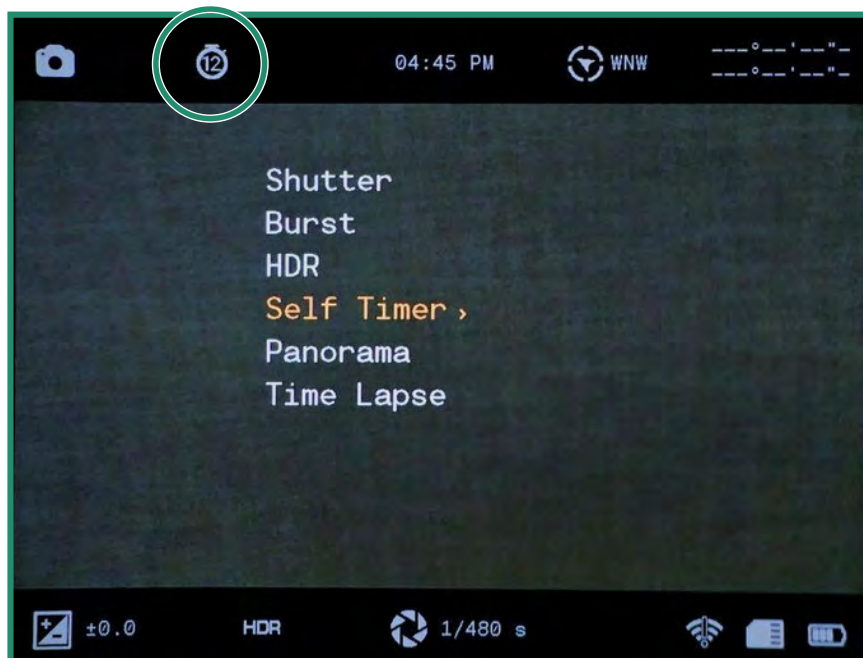 12 04:45 PM WNW ---°--'--"-
---°--'--"-
Shutter
Burst
HDR
Self Timer ›
Panorama
Time Lapse
±0.0 HDR 1/480 s